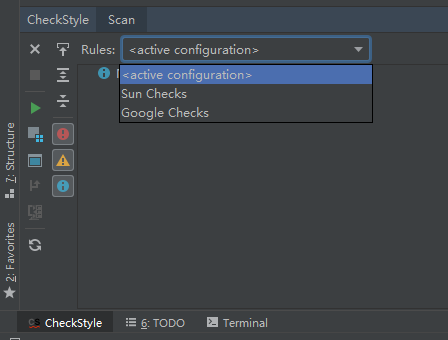 CheckStyle Scan
Rules: <active configuration>
<active configuration>
Sun Checks
Google Checks
7: Structure
2: Favorites
CheckStyle 6: TODO Terminal